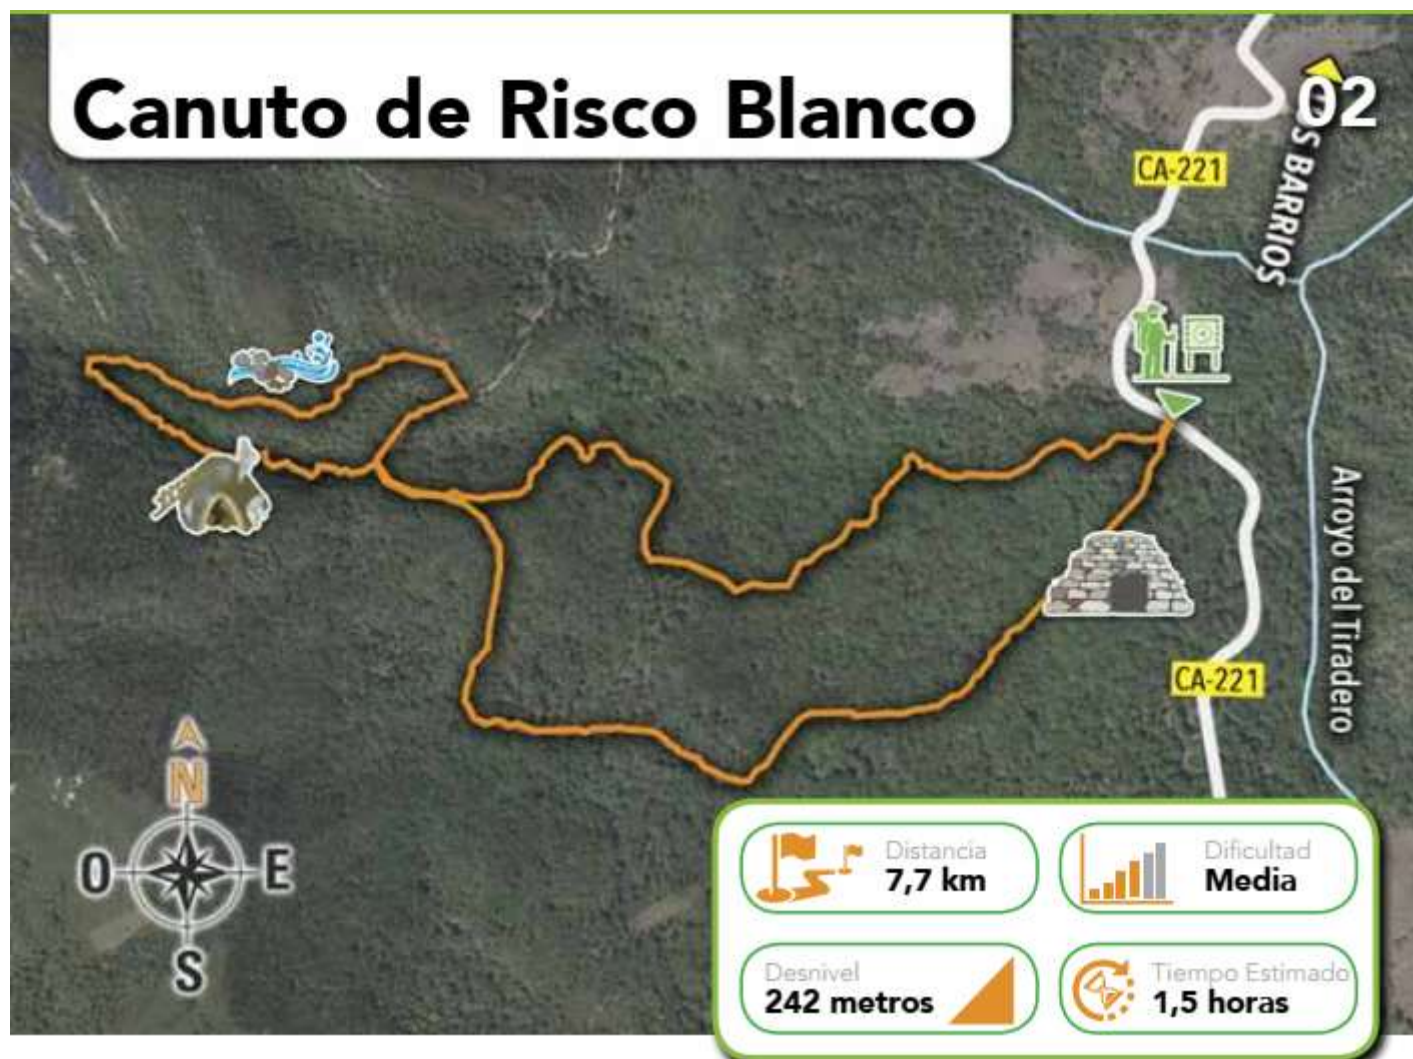 Canuto de Risco Blanco
02
CA-221
S BARRIOS
Arroyo del Tiradero
CA-221
N
O
E
S
Distancia
7,7 km
Dificultad
Media
Desnivel
242 metros
Tiempo Estimado
1,5 horas